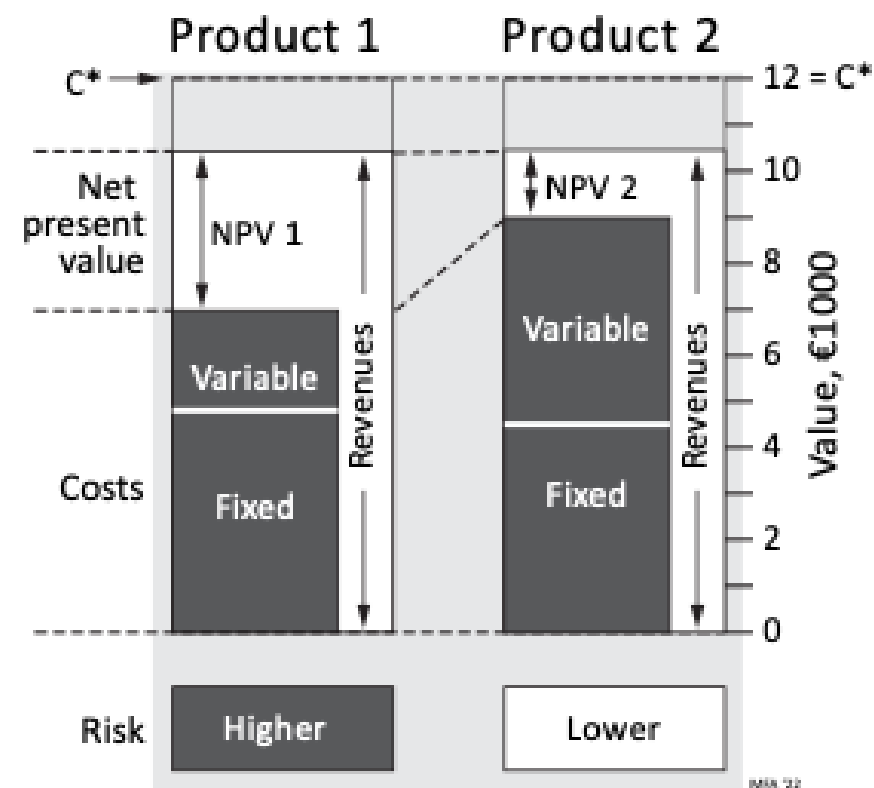 Product 1
Product 2
C*
12 = C*
Net
present
value
NPV 1
NPV 2
10
8
6
4
2
0
Value, €1000
Variable
Revenues
Variable
Revenues
Costs
Fixed
Fixed
Risk
Higher
Lower